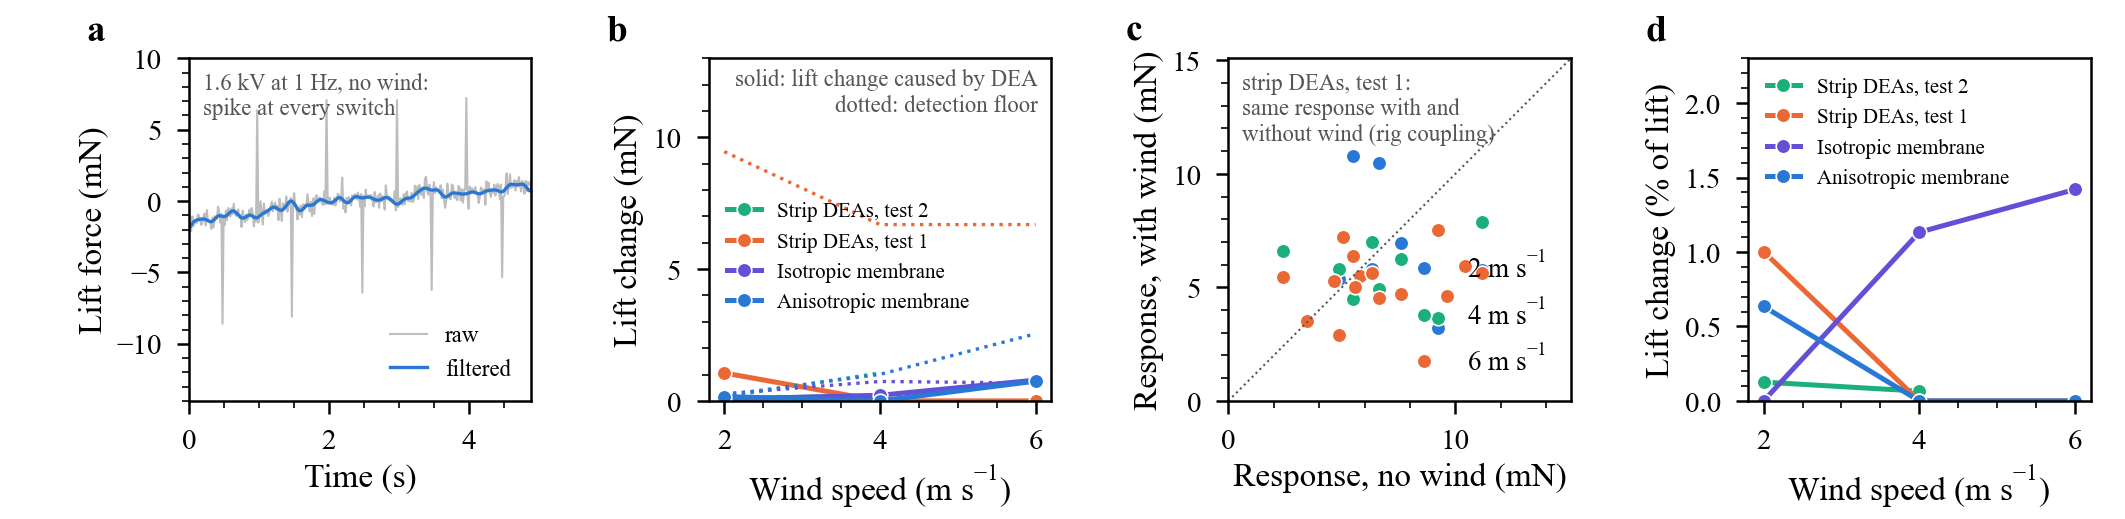 a
10
5
0
−5
−10
Lift force (mN)
1.6 kV at 1 Hz, no wind:
spike at every switch
raw
filtered
0 2 4
Time (s)
b
10
5
0
Lift change (mN)
solid: lift change caused by DEA
dotted: detection floor
Strip DEAs, test 2
Strip DEAs, test 1
Isotropic membrane
Anisotropic membrane
2 4 6
Wind speed (m s⁻¹)
c
15
10
5
0
Response, with wind (mN)
strip DEAs, test 1:
same response with and
without wind (rig coupling)
2 m s⁻¹
4 m s⁻¹
6 m s⁻¹
0 10
Response, no wind (mN)
d
2.0
1.5
1.0
0.5
0.0
Lift change (% of lift)
Strip DEAs, test 2
Strip DEAs, test 1
Isotropic membrane
Anisotropic membrane
2 4 6
Wind speed (m s⁻¹)